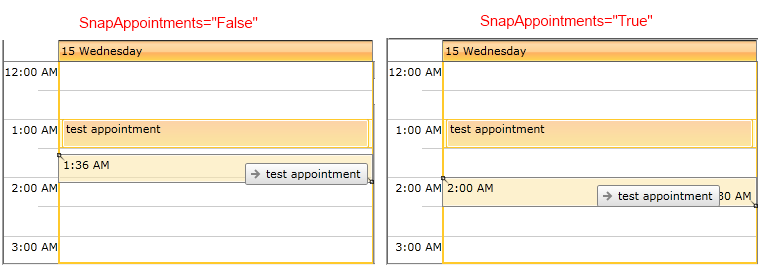 SnapAppointments="False"
15 Wednesday
12:00 AM
1:00 AM
test appointment
1:36 AM
test appointment
2:00 AM
3:00 AM
SnapAppointments="True"
15 Wednesday
12:00 AM
1:00 AM
test appointment
2:00 AM
2:00 AM
test appointment
30 AM
3:00 AM